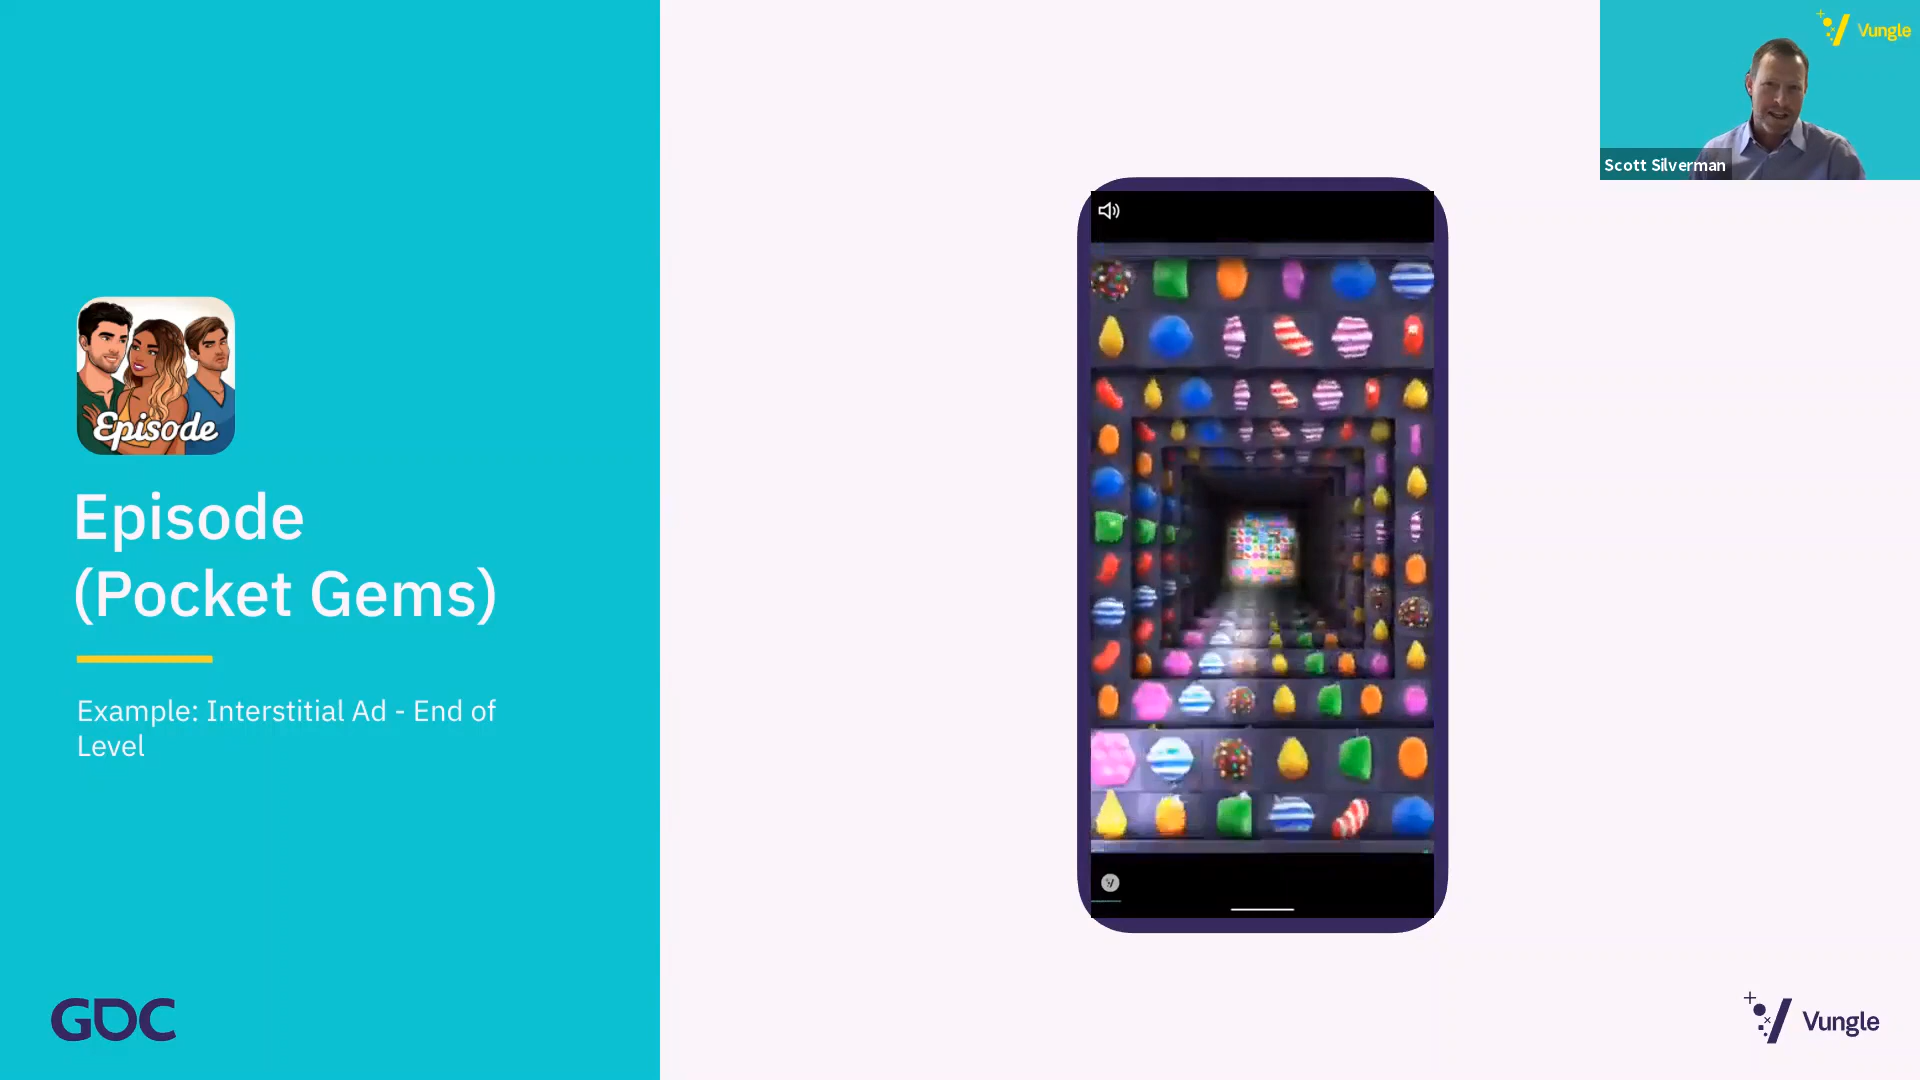 Vungle
Scott Silverman
Episode
Episode
(Pocket Gems)
Example: Interstitial Ad - End of
Level
GDC
Vungle